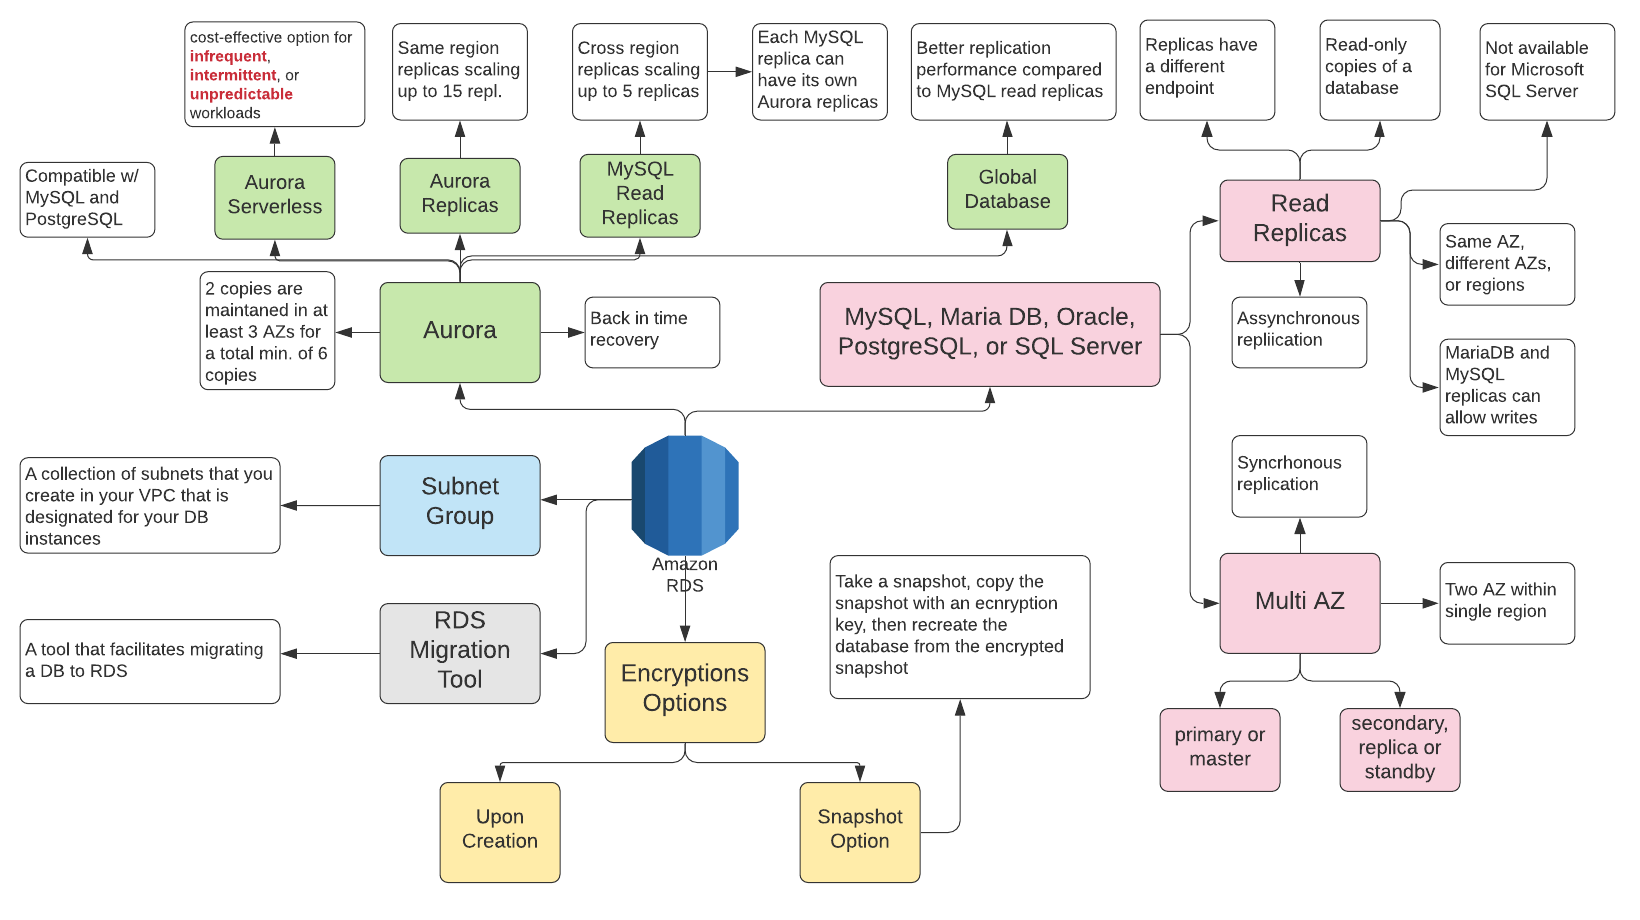 cost-effective option for
infrequent,
intermittent, or
unpredictable
workloads
Same region
replicas scaling
up to 15 repl.
Cross region
replicas scaling
up to 5 replicas
Each MySQL
replica can
have its own
Aurora replicas
Better replication
performance compared
to MySQL read replicas
Replicas have
a different
endpoint
Read-only
copies of a
database
Not available
for Microsoft
SQL Server
Compatible w/
MySQL and
PostgreSQL
Aurora
Serverless
Aurora
Replicas
MySQL
Read
Replicas
Global
Database
Read
Replicas
Same AZ,
different AZs,
or regions
2 copies are
maintaned in at
least 3 AZs for
a total min. of 6
copies
Aurora
Back in time
recovery
MySQL, Maria DB, Oracle,
PostgreSQL, or SQL Server
Assynchronous
repliication
MariaDB and
MySQL
replicas can
allow writes
A collection of subnets that you
create in your VPC that is
designated for your DB
instances
Subnet
Group
Amazon
RDS
Syncrhonous
replication
Take a snapshot, copy the
snapshot with an ecnryption
key, then recreate the
database from the encrypted
snapshot
Multi AZ
Two AZ within
single region
A tool that facilitates migrating
a DB to RDS
RDS
Migration
Tool
Encryptions
Options
primary or
master
secondary,
replica or
standby
Upon
Creation
Snapshot
Option